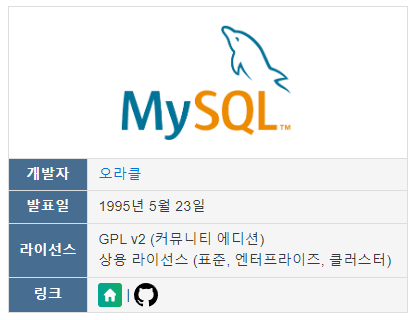 MySQL™
개발자 오라클
발표일 1995년 5월 23일
라이선스 GPL v2 (커뮤니티 에디션)
상용 라이선스 (표준, 엔터프라이즈, 클러스터)
링크 |